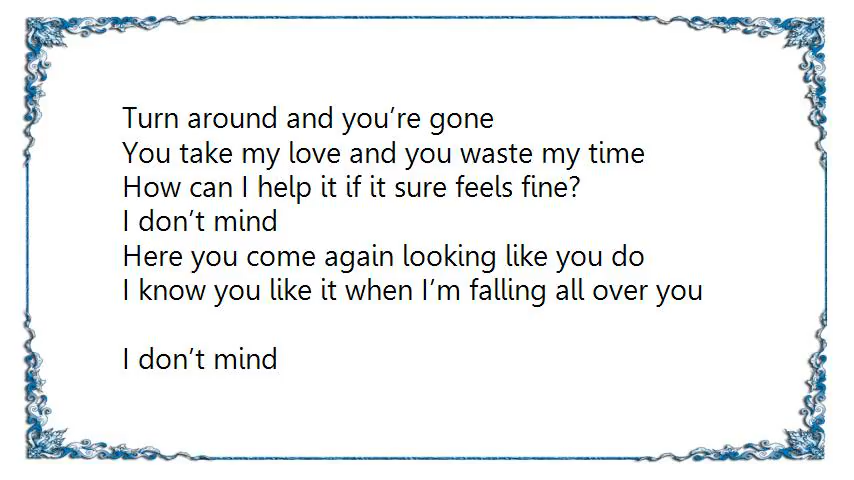 Turn around and you’re gone
You take my love and you waste my time
How can I help it if it sure feels fine?
I don’t mind
Here you come again looking like you do
I know you like it when I’m falling all over you
I don’t mind